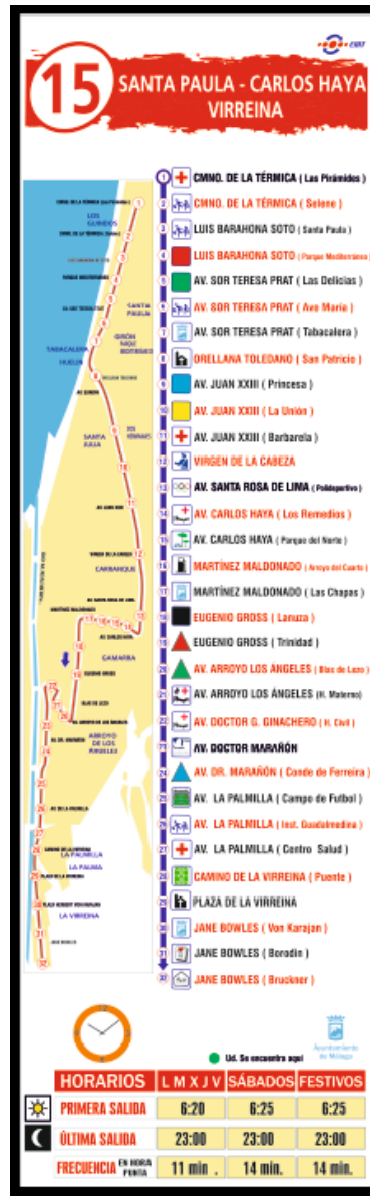 EMT
15
SANTA PAULA - CARLOS HAYA
VIRREINA
1 CMNO. DE LA TÉRMICA ( Las Pirámides )
2 CMNO. DE LA TÉRMICA ( Selene )
3 LUIS BARAHONA SOTO ( Santa Paula )
4 LUIS BARAHONA SOTO ( Parque Mediterráneo )
5 AV. SOR TERESA PRAT ( Las Delicias )
6 AV. SOR TERESA PRAT ( Ave María )
7 AV. SOR TERESA PRAT ( Tabacalera )
8 ORELLANA TOLEDANO ( San Patricio )
9 AV. JUAN XXIII ( Princesa )
10 AV. JUAN XXIII ( La Unión )
11 AV. JUAN XXIII ( Barbarela )
12 VIRGEN DE LA CABEZA
13 AV. SANTA ROSA DE LIMA ( Polideportivo )
14 AV. CARLOS HAYA ( Los Remedios )
15 AV. CARLOS HAYA ( Parque del Norte )
16 MARTÍNEZ MALDONADO ( Arroyo del Cuarto )
17 MARTÍNEZ MALDONADO ( Las Chapas )
18 EUGENIO GROSS ( Lanuza )
19 EUGENIO GROSS ( Trinidad )
20 AV. ARROYO LOS ÁNGELES ( Blas de Lezo )
21 AV. ARROYO LOS ÁNGELES (H. Materno)
22 AV. DOCTOR G. GINACHERO ( H. Civil )
23 AV. DOCTOR MARAÑÓN
24 AV. DR. MARAÑÓN ( Conde de Ferreira )
25 AV. LA PALMILLA ( Campo de Futbol )
26 AV. LA PALMILLA ( Inst. Guadalmedina )
27 AV. LA PALMILLA ( Centro Salud )
28 CAMINO DE LA VIRREINA ( Puente )
29 PLAZA DE LA VIRREINA
30 JANE BOWLES ( Von Karajan )
31 JANE BOWLES ( Borodin )
32 JANE BOWLES ( Bruckner )
LOS
GUINDOS
SANTA
PAULA
GIRÓN
TABACALERA
HUELIN
SANTA
JULIA
CARRANQUE
GAMARRA
ARROYO
DE LOS
ÁNGELES
LA PALMILLA
LA PALMA
LA VIRREINA
Ud. Se encuentra aqui
Ayuntamiento
de Málaga
HORARIOS L M X J V SÁBADOS FESTIVOS
PRIMERA SALIDA 6:20 6:25 6:25
ÚLTIMA SALIDA 23:00 23:00 23:00
FRECUENCIA EN HORA PUNTA 11 min . 14 min. 14 min.